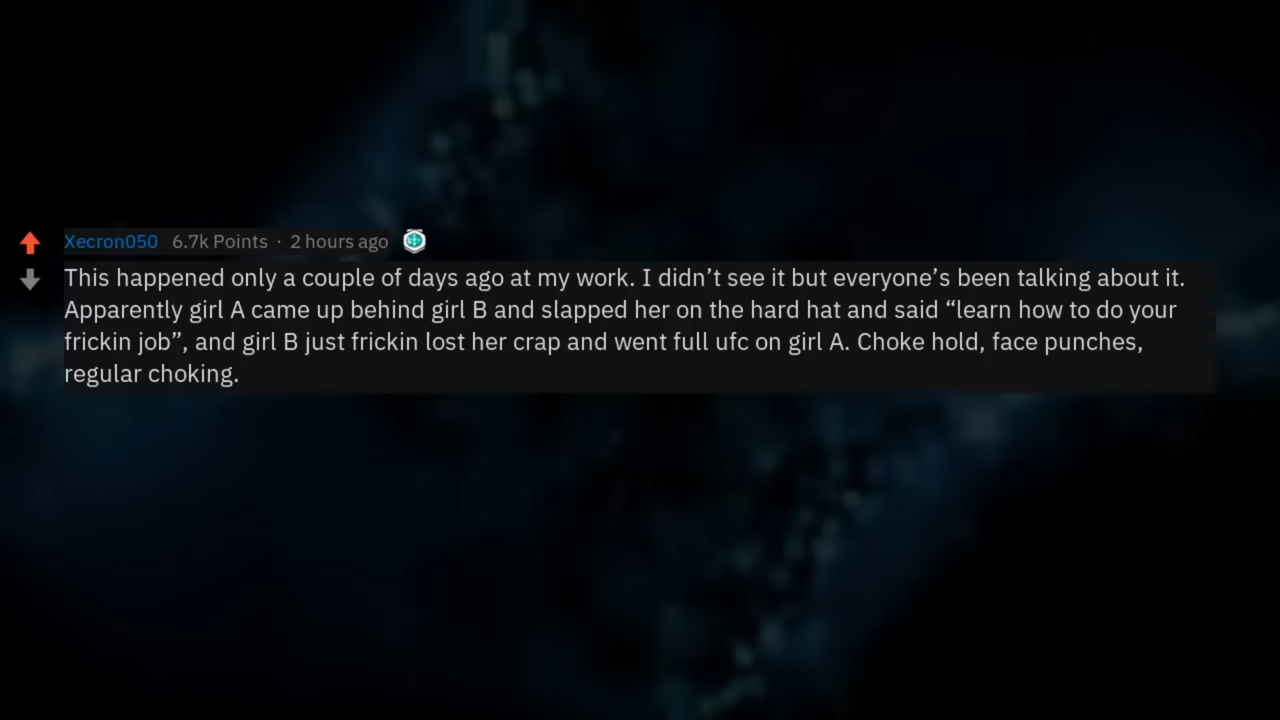 Xecron050 6.7k Points · 2 hours ago
This happened only a couple of days ago at my work. I didn’t see it but everyone’s been talking about it.
Apparently girl A came up behind girl B and slapped her on the hard hat and said “learn how to do your
frickin job”, and girl B just frickin lost her crap and went full ufc on girl A. Choke hold, face punches,
regular choking.